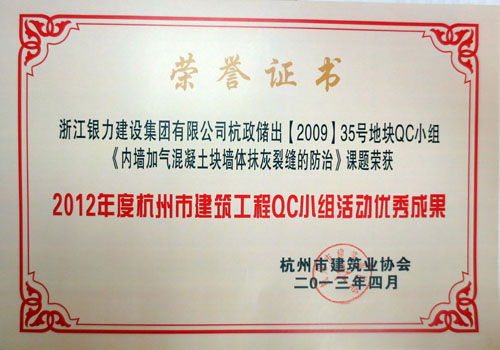 荣誉证书
浙江银力建设集团有限公司杭政储出【2009】35号地块QC小组
《内墙加气混凝土块墙体抹灰裂缝的防治》课题荣获
2012年度杭州市建筑工程QC小组活动优秀成果
杭州市建筑业协会
二〇一三年四月